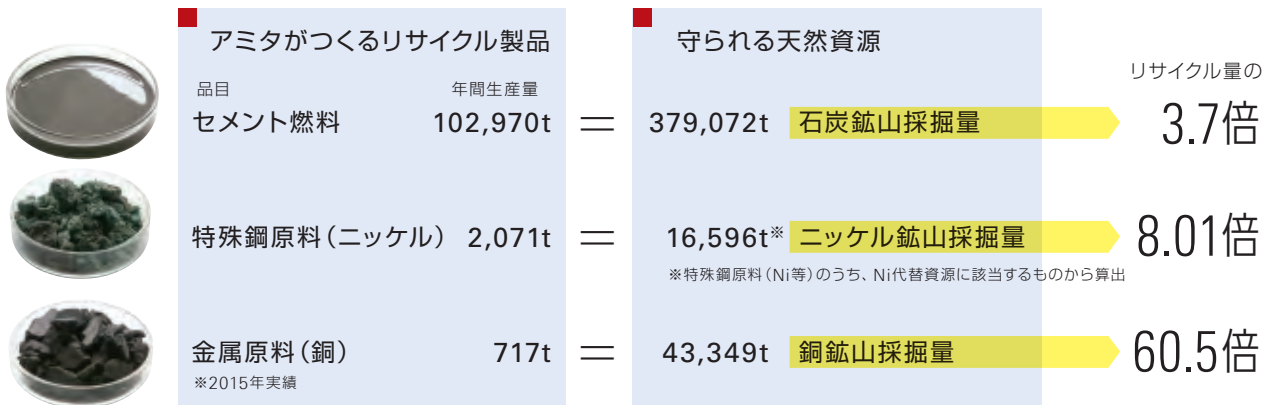 アミタがつくるリサイクル製品
守られる天然資源
リサイクル量の
品目 年間生産量
セメント燃料 102,970t = 379,072t 石炭鉱山採掘量 3.7倍
特殊鋼原料(ニッケル) 2,071t = 16,596t※ ニッケル鉱山採掘量 8.01倍
※特殊鋼原料(Ni等)のうち、Ni代替資源に該当するものから算出
金属原料(銅) 717t = 43,349t 銅鉱山採掘量 60.5倍
※2015年実績